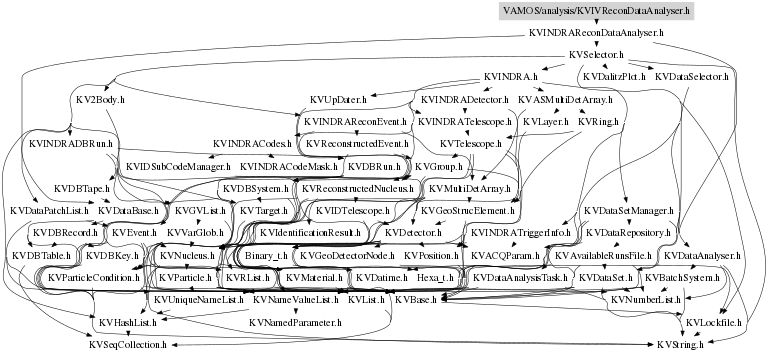 VAMOS/analysis/KVIVReconDataAnalyser.h
KVINDRAReconDataAnalyser.h
KVSelector.h
KVINDRA.h KVDalitzPlot.h KVDataSelector.h
KV2Body.h KVUpDater.h KVINDRADetector.h KVASMultiDetArray.h
KVINDRAReconEvent.h KVINDRATelescope.h KVLayer.h KVRing.h
KVINDRADBRun.h KVINDRACodes.h KVReconstructedEvent.h KVTelescope.h
KVIDSubCodeManager.h KVINDRACodeMask.h KVDBRun.h KVGroup.h
KVDBTape.h KVDBSystem.h KVReconstructedNucleus.h KVMultiDetArray.h
KVDataPatchList.h KVDataBase.h KVGVList.h KVTarget.h KVIDTelescope.h KVGeoStrucElement.h KVDataSetManager.h
KVDBRecord.h KVEvent.h KVVarGlob.h KVIdentificationResult.h KVDetector.h KVINDRATriggerInfo.h KVDataRepository.h
KVDBTable.h KVDBKey.h KVNucleus.h Binary_t.h KVGeoDetectorNode.h KVPosition.h KVACQParam.h KVAvailableRunsFile.h KVDataAnalyser.h
KVParticleCondition.h KVParticle.h KVRList.h KVMaterial.h KVDatime.h Hexa_t.h KVDataAnalysisTask.h KVDataSet.h KVBatchSystem.h
KVUniqueNameList.h KVNameValueList.h KVList.h KVBase.h KVNumberList.h
KVHashList.h KVNamedParameter.h KVLockfile.h
KVSeqCollection.h KVString.h